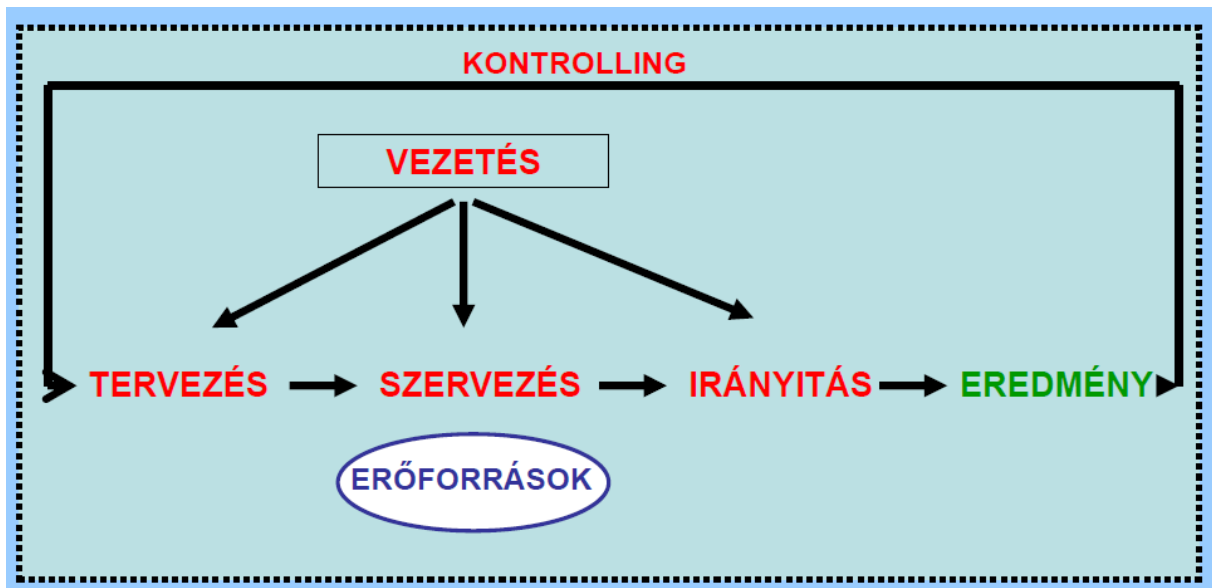 KONTROLLING
VEZETÉS
TERVEZÉS
SZERVEZÉS
IRÁNYITÁS
EREDMÉNY
ERŐFORRÁSOK